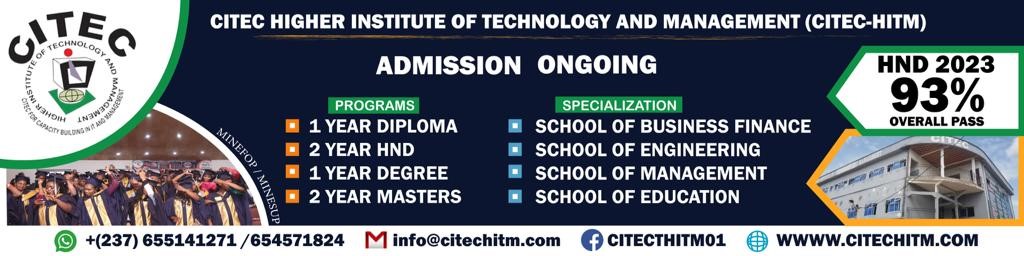 CITEC
HIGHER INSTITUTE OF TECHNOLOGY AND MANAGEMENT
CITEC FOR CAPACITY BUILDING IN IT AND MANAGEMENT
CITEC HIGHER INSTITUTE OF TECHNOLOGY AND MANAGEMENT (CITEC-HITM)
ADMISSION ONGOING
PROGRAMS
1 YEAR DIPLOMA
2 YEAR HND
1 YEAR DEGREE
2 YEAR MASTERS
SPECIALIZATION
SCHOOL OF BUSINESS FINANCE
SCHOOL OF ENGINEERING
SCHOOL OF MANAGEMENT
SCHOOL OF EDUCATION
HND 2023
93%
OVERALL PASS
CITEC
MINEFOP / MINESUP
+(237) 655141271 /654571824
info@citechitm.com
CITECTHITM01
WWWW.CITECHITM.COM